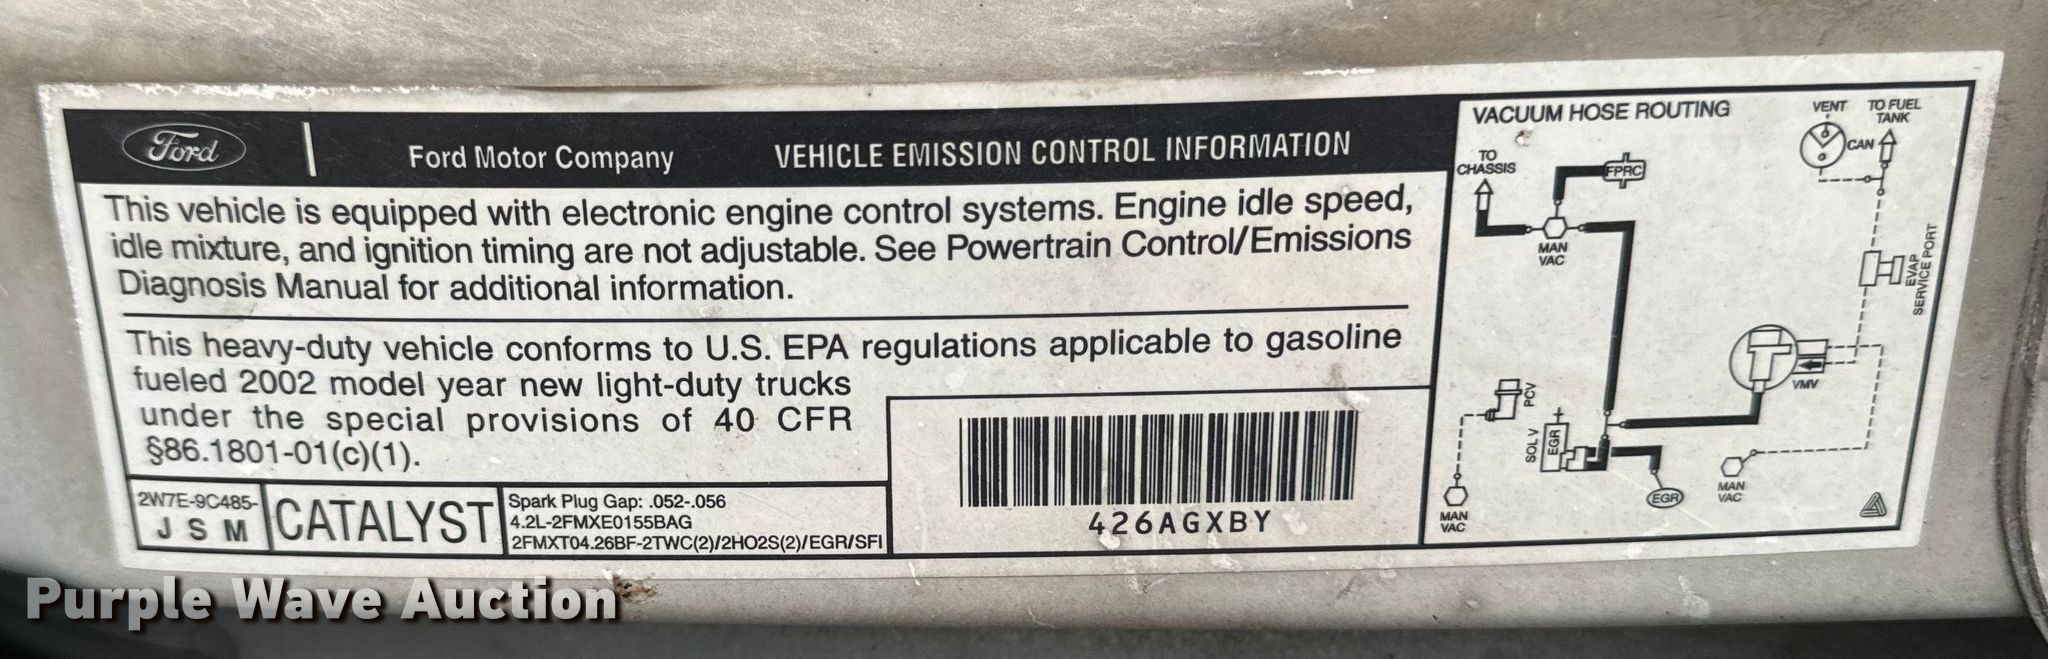 Ford
Ford Motor Company
VEHICLE EMISSION CONTROL INFORMATION
This vehicle is equipped with electronic engine control systems. Engine idle speed,
idle mixture, and ignition timing are not adjustable. See Powertrain Control/Emissions
Diagnosis Manual for additional information.
This heavy-duty vehicle conforms to U.S. EPA regulations applicable to gasoline
fueled 2002 model year new light-duty trucks
under the special provisions of 40 CFR
§86.1801-01(c)(1).
2W7E-9C485-
J S M
CATALYST
Spark Plug Gap: .052-.056
4.2L-2FMXE0155BAG
2FMXT04.26BF-2TWC(2)/2HO2S(2)/EGR/SFI
426AGXBY
VACUUM HOSE ROUTING
VENT
TO FUEL
TANK
CAN
TO
CHASSIS
FPRC
MAN
VAC
EVAP
SERVICE PORT
VMV
PCV
SOL V
EGR
EGR
MAN
VAC
MAN
VAC
Purple Wave Auction